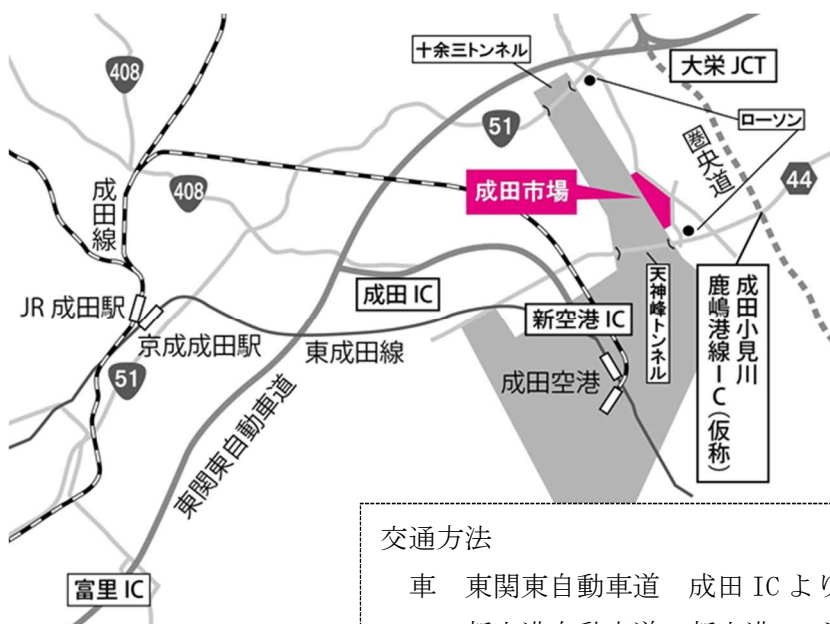 408
十余三トンネル
大栄 JCT
51
ローソン
圏央道
成田線
408
成田市場
44
成田 IC
JR 成田駅
天神峰トンネル
成田小見川
鹿嶋港線IC(仮称)
新空港 IC
京成成田駅
東成田線
51
成田空港
東関東自動車道
富里 IC
交通方法
車 東関東自動車道 成田 IC より